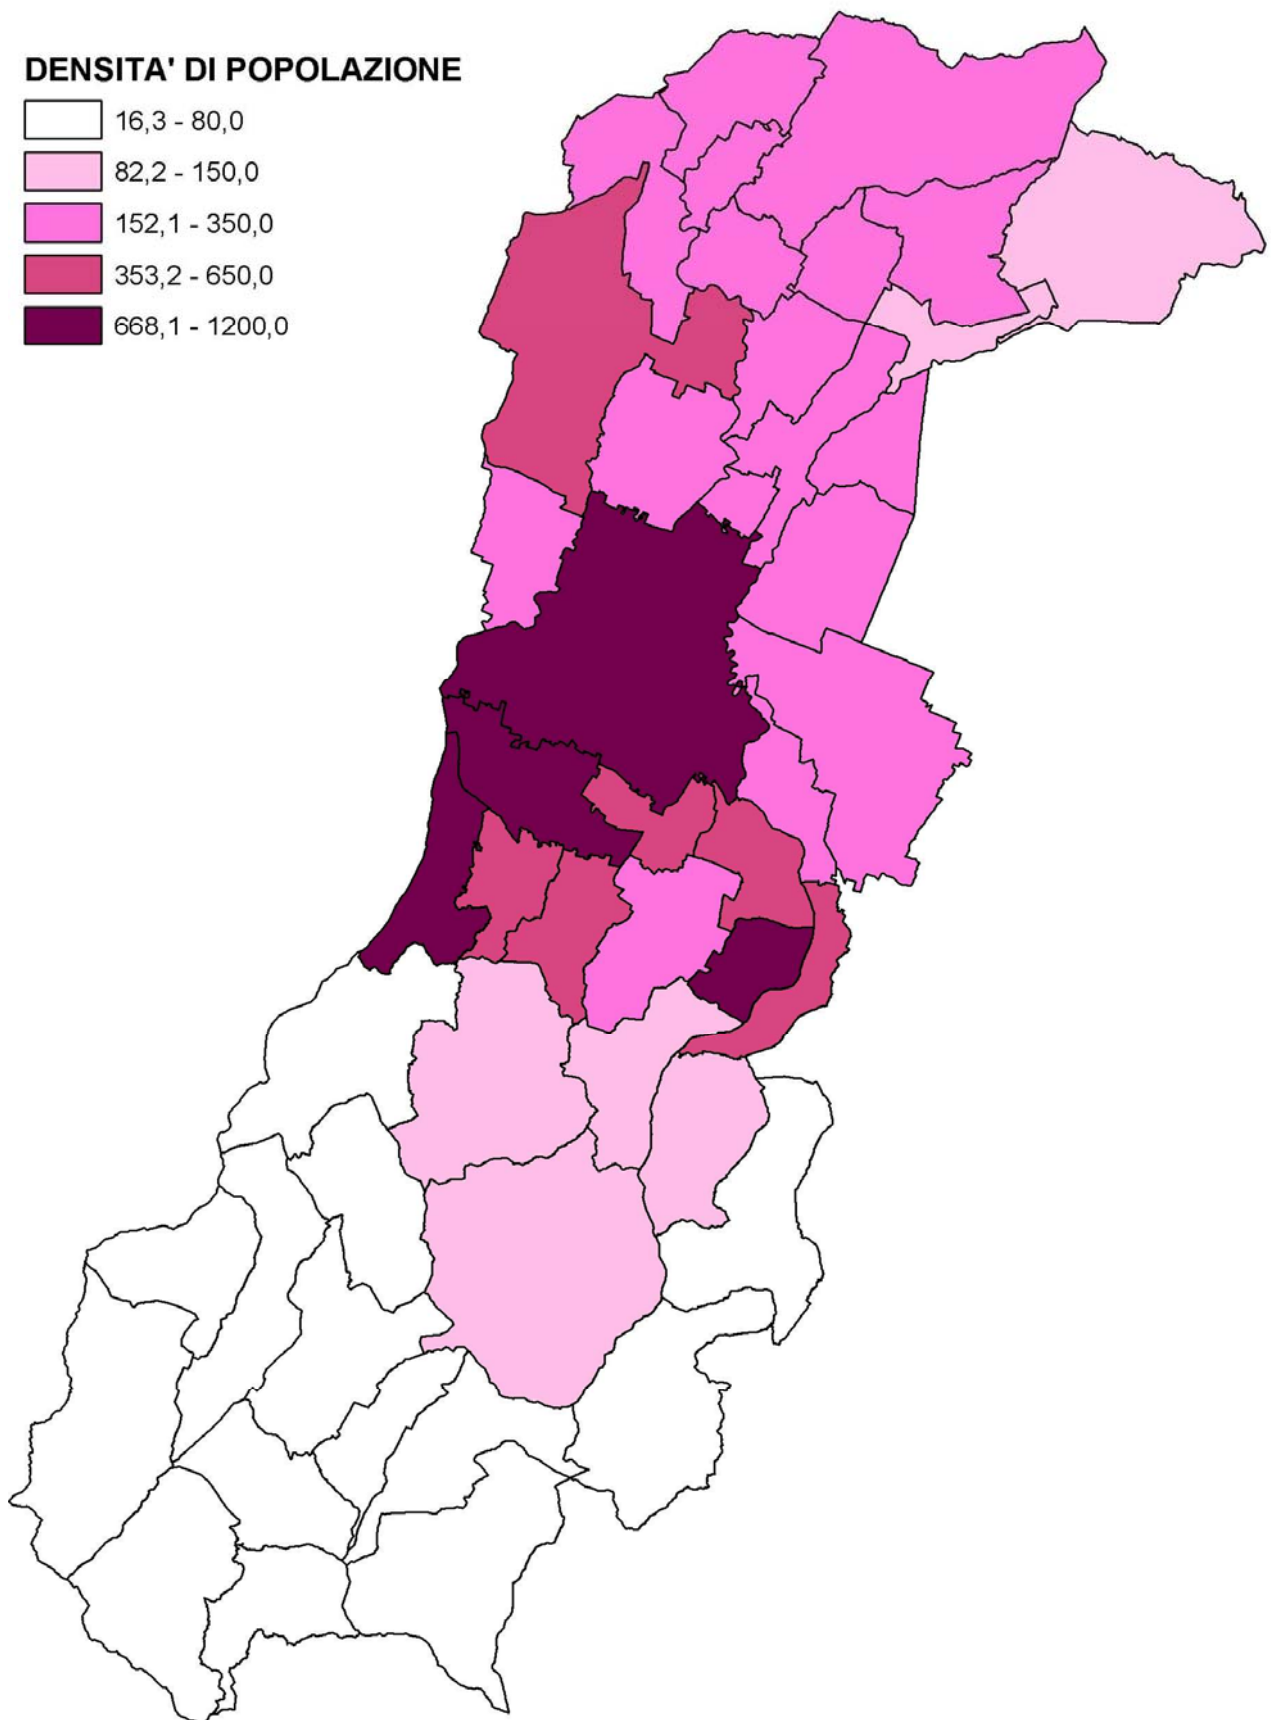 DENSITA' DI POPOLAZIONE
16,3 - 80,0
82,2 - 150,0
152,1 - 350,0
353,2 - 650,0
668,1 - 1200,0